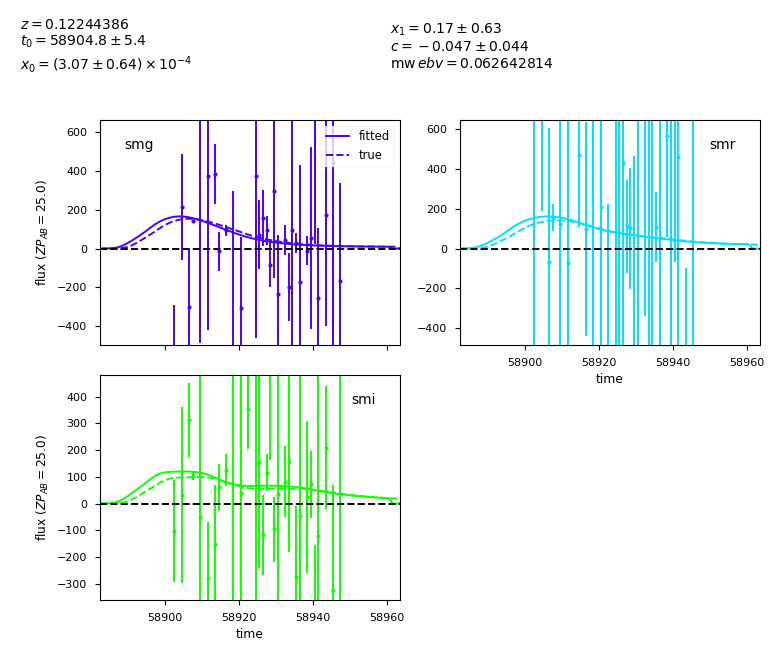 z = 0.12244386
t₀ = 58904.8 ± 5.4
x₀ = (3.07 ± 0.64) × 10⁻⁴
x₁ = 0.17 ± 0.63
c = −0.047 ± 0.044
mw ebv = 0.062642814
smg
fitted
true
600
400
200
0
−200
−400
flux (ZP_AB = 25.0)
smr
600
400
200
0
−200
−400
58900 58920 58940 58960
time
smi
400
300
200
100
0
−100
−200
−300
flux (ZP_AB = 25.0)
58900 58920 58940 58960
time